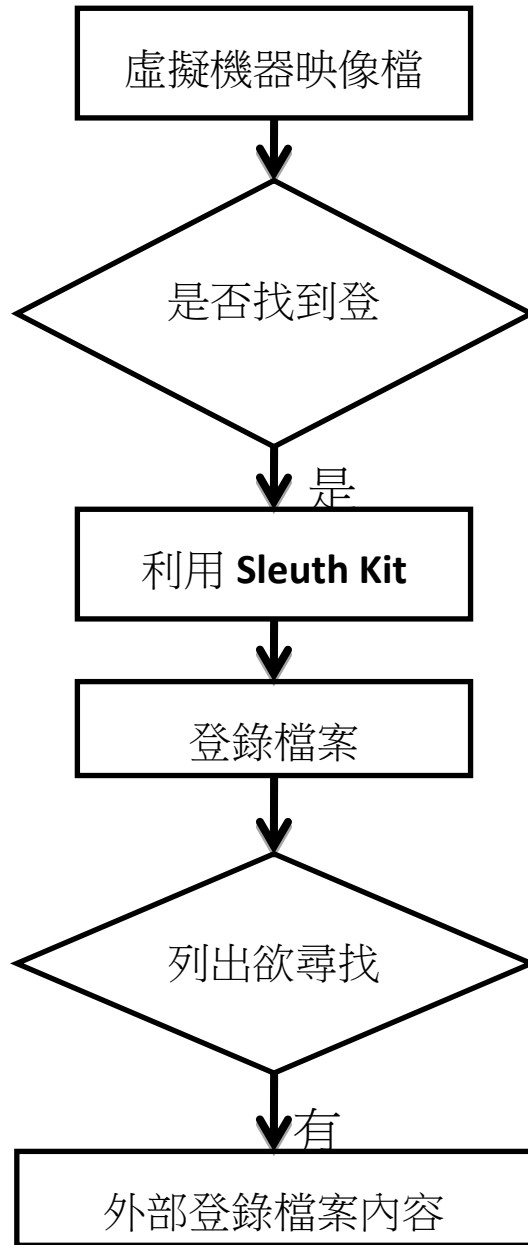 虛擬機器映像檔
是否找到登
是
利用 Sleuth Kit
登錄檔案
列出欲尋找
有
外部登錄檔案內容